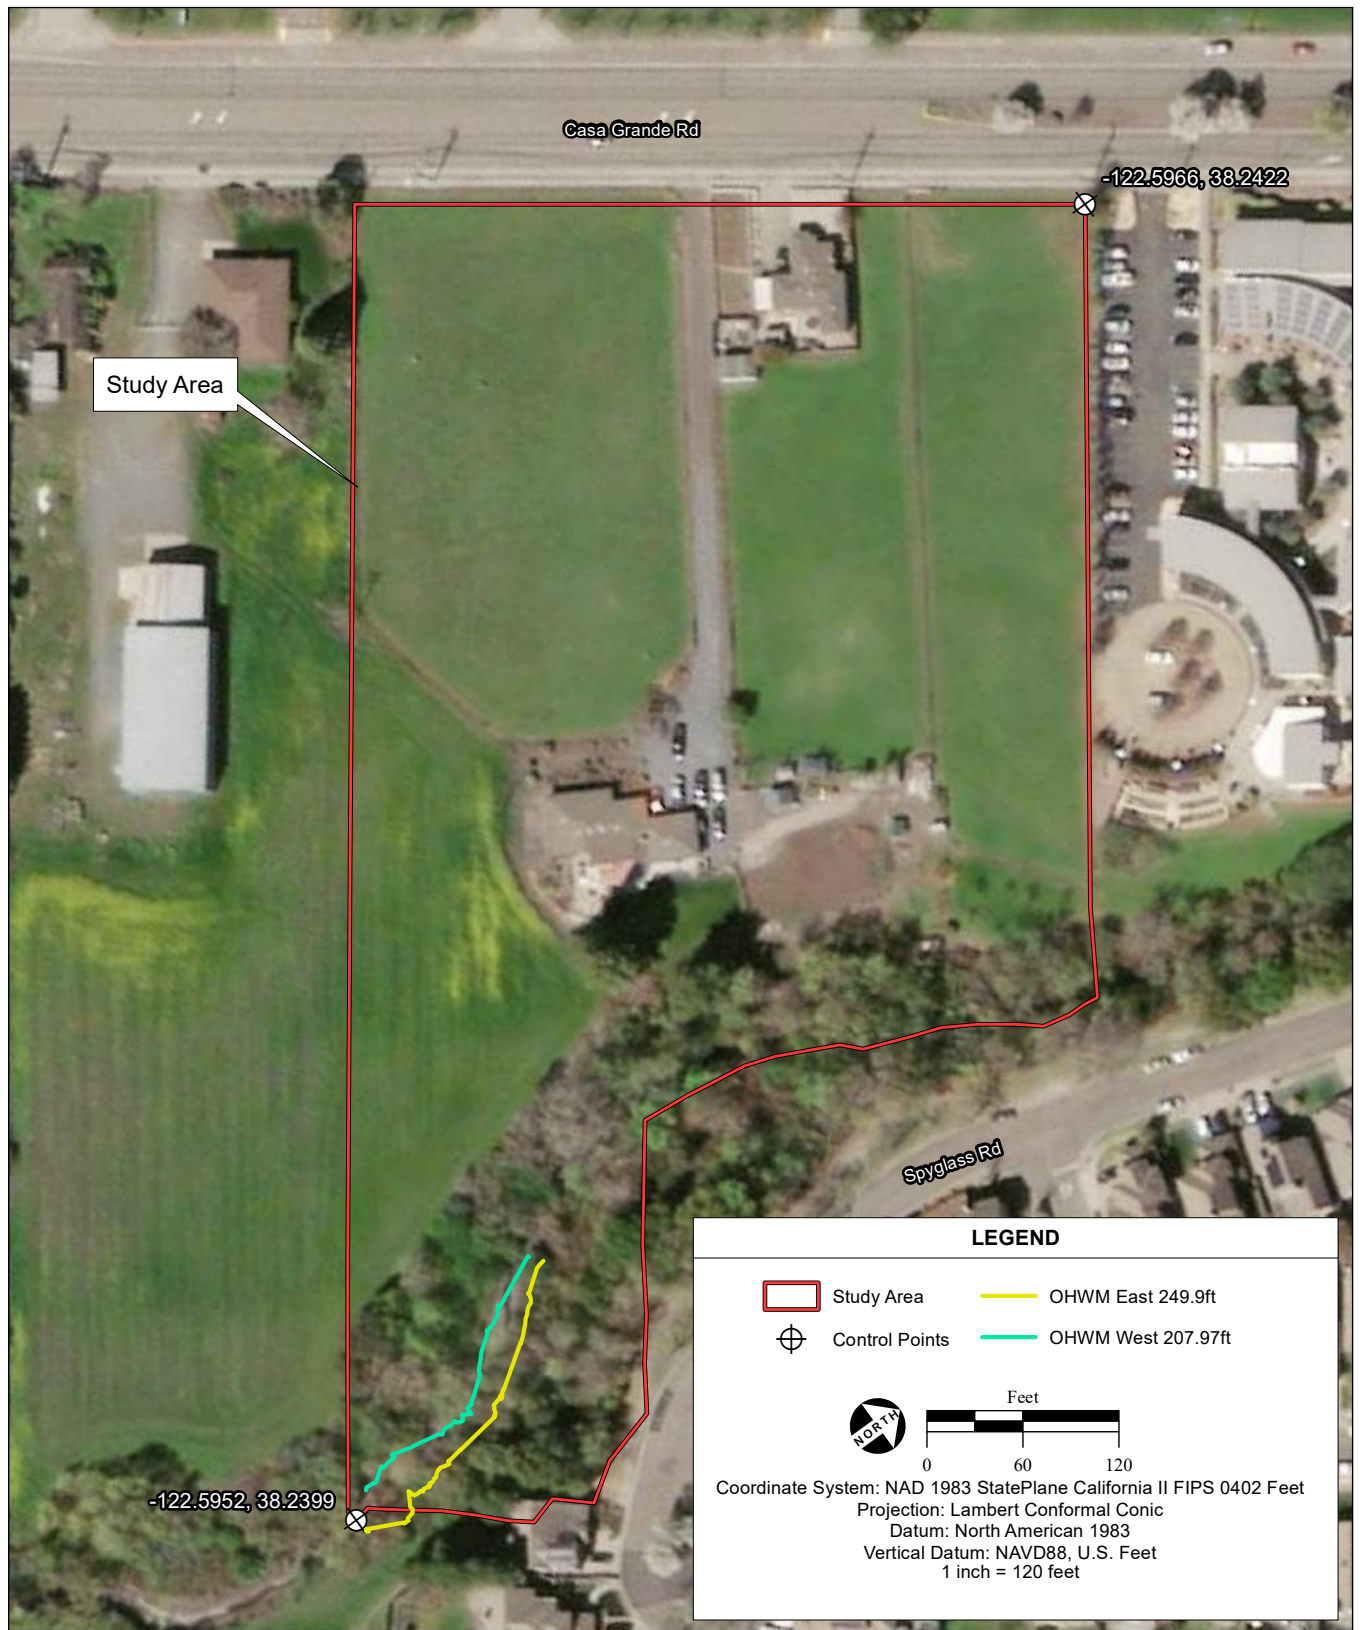 Casa Grande Rd
-122.5966, 38.2422
Study Area
Spyglass Rd
-122.5952, 38.2399
LEGEND
Study Area
OHWM East 249.9ft
Control Points
OHWM West 207.97ft
NORTH
Feet
0 60 120
Coordinate System: NAD 1983 StatePlane California II FIPS 0402 Feet
Projection: Lambert Conformal Conic
Datum: North American 1983
Vertical Datum: NAVD88, U.S. Feet
1 inch = 120 feet